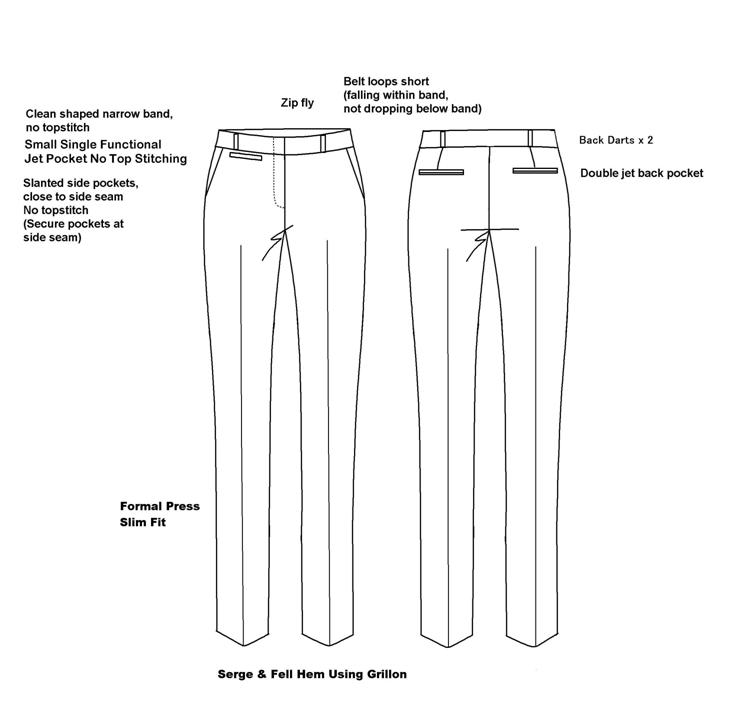 Belt loops short
(falling within band,
not dropping below band)
Zip fly
Clean shaped narrow band,
no topstitch
Small Single Functional
Jet Pocket No Top Stitching
Slanted side pockets,
close to side seam
No topstitch
(Secure pockets at
side seam)
Back Darts x 2
Double jet back pocket
Formal Press
Slim Fit
Serge & Fell Hem Using Grillon